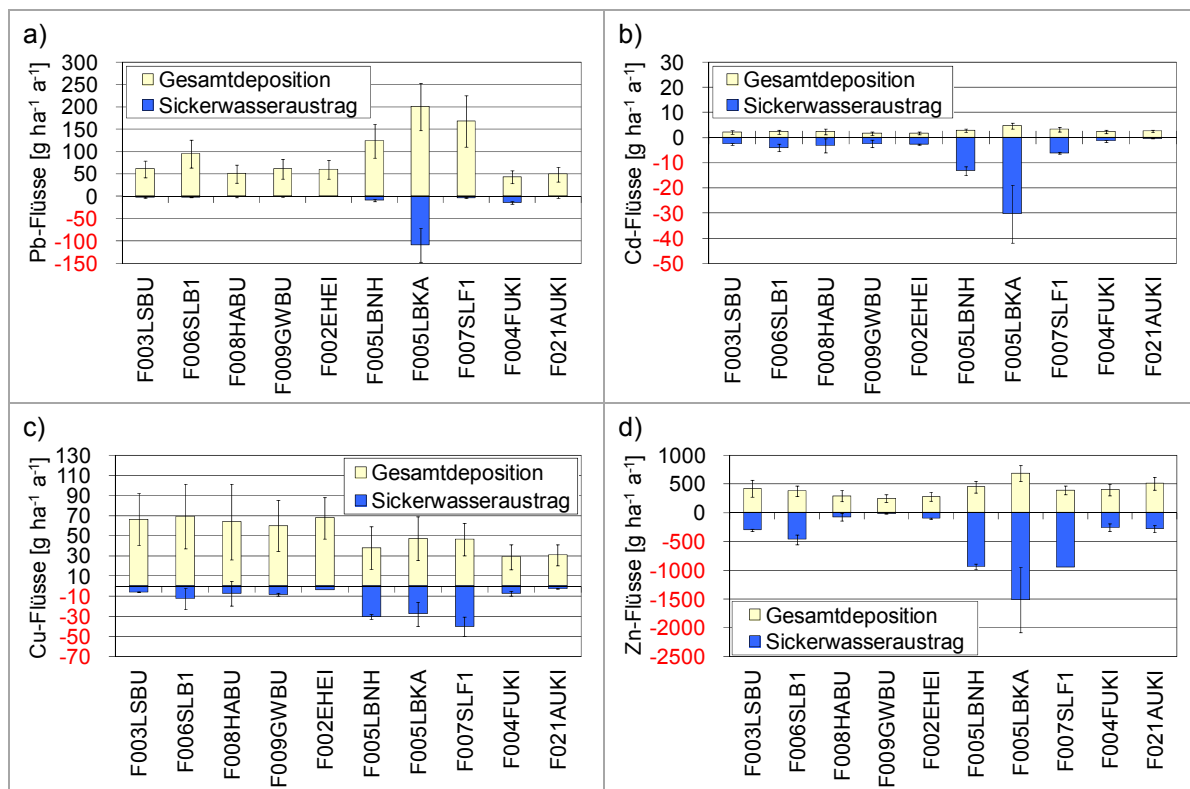 a)
Pb-Flüsse [g ha⁻¹ a⁻¹]
300
250
200
150
100
50
0
-50
-100
-150
Gesamtdeposition
Sickerwasseraustrag
F003LSBU
F006SLB1
F008HABU
F009GWBU
F002EHEI
F005LBNH
F005LBKA
F007SLF1
F004FUKI
F021AUKI
b)
Cd-Flüsse [g ha⁻¹ a⁻¹]
30
20
10
0
-10
-20
-30
-40
-50
Gesamtdeposition
Sickerwasseraustrag
F003LSBU
F006SLB1
F008HABU
F009GWBU
F002EHEI
F005LBNH
F005LBKA
F007SLF1
F004FUKI
F021AUKI
c)
Cu-Flüsse [g ha⁻¹ a⁻¹]
130
110
90
70
50
30
10
-10
-30
-50
-70
Gesamtdeposition
Sickerwasseraustrag
F003LSBU
F006SLB1
F008HABU
F009GWBU
F002EHEI
F005LBNH
F005LBKA
F007SLF1
F004FUKI
F021AUKI
d)
Zn-Flüsse [g ha⁻¹ a⁻¹]
1000
500
0
-500
-1000
-1500
-2000
-2500
Gesamtdeposition
Sickerwasseraustrag
F003LSBU
F006SLB1
F008HABU
F009GWBU
F002EHEI
F005LBNH
F005LBKA
F007SLF1
F004FUKI
F021AUKI